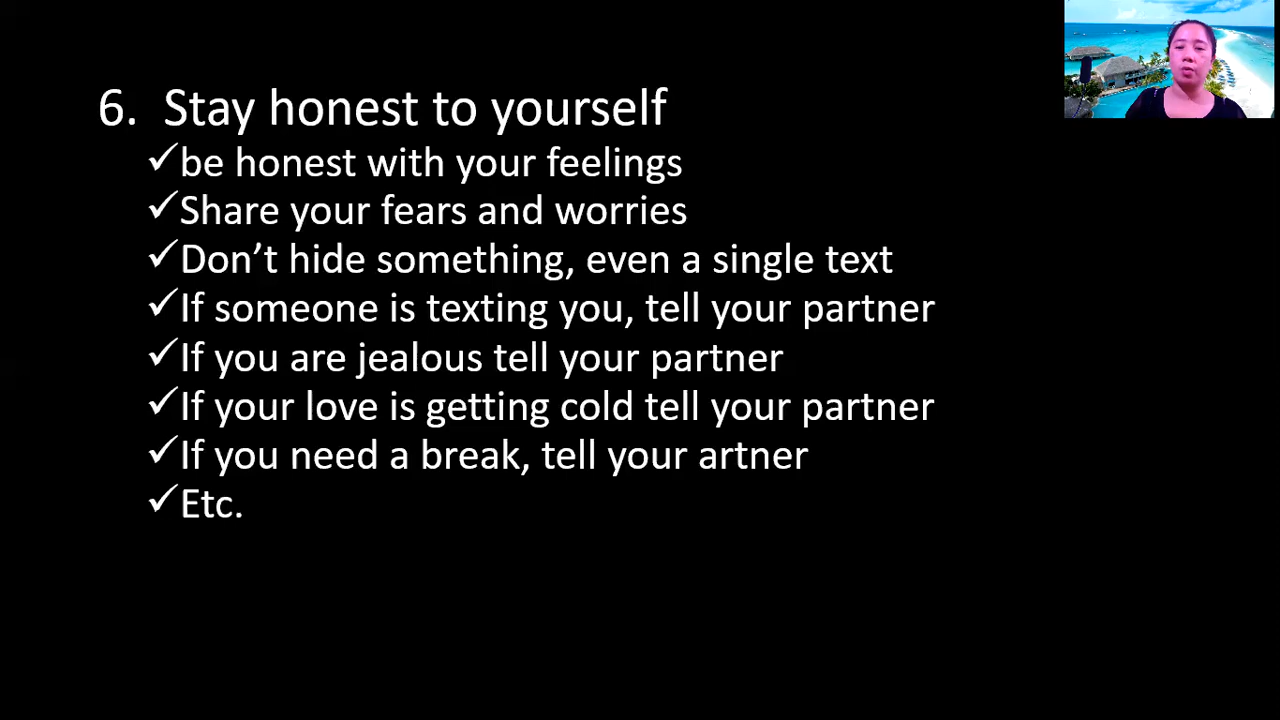 6. Stay honest to yourself
✓be honest with your feelings
✓Share your fears and worries
✓Don’t hide something, even a single text
✓If someone is texting you, tell your partner
✓If you are jealous tell your partner
✓If your love is getting cold tell your partner
✓If you need a break, tell your artner
✓Etc.